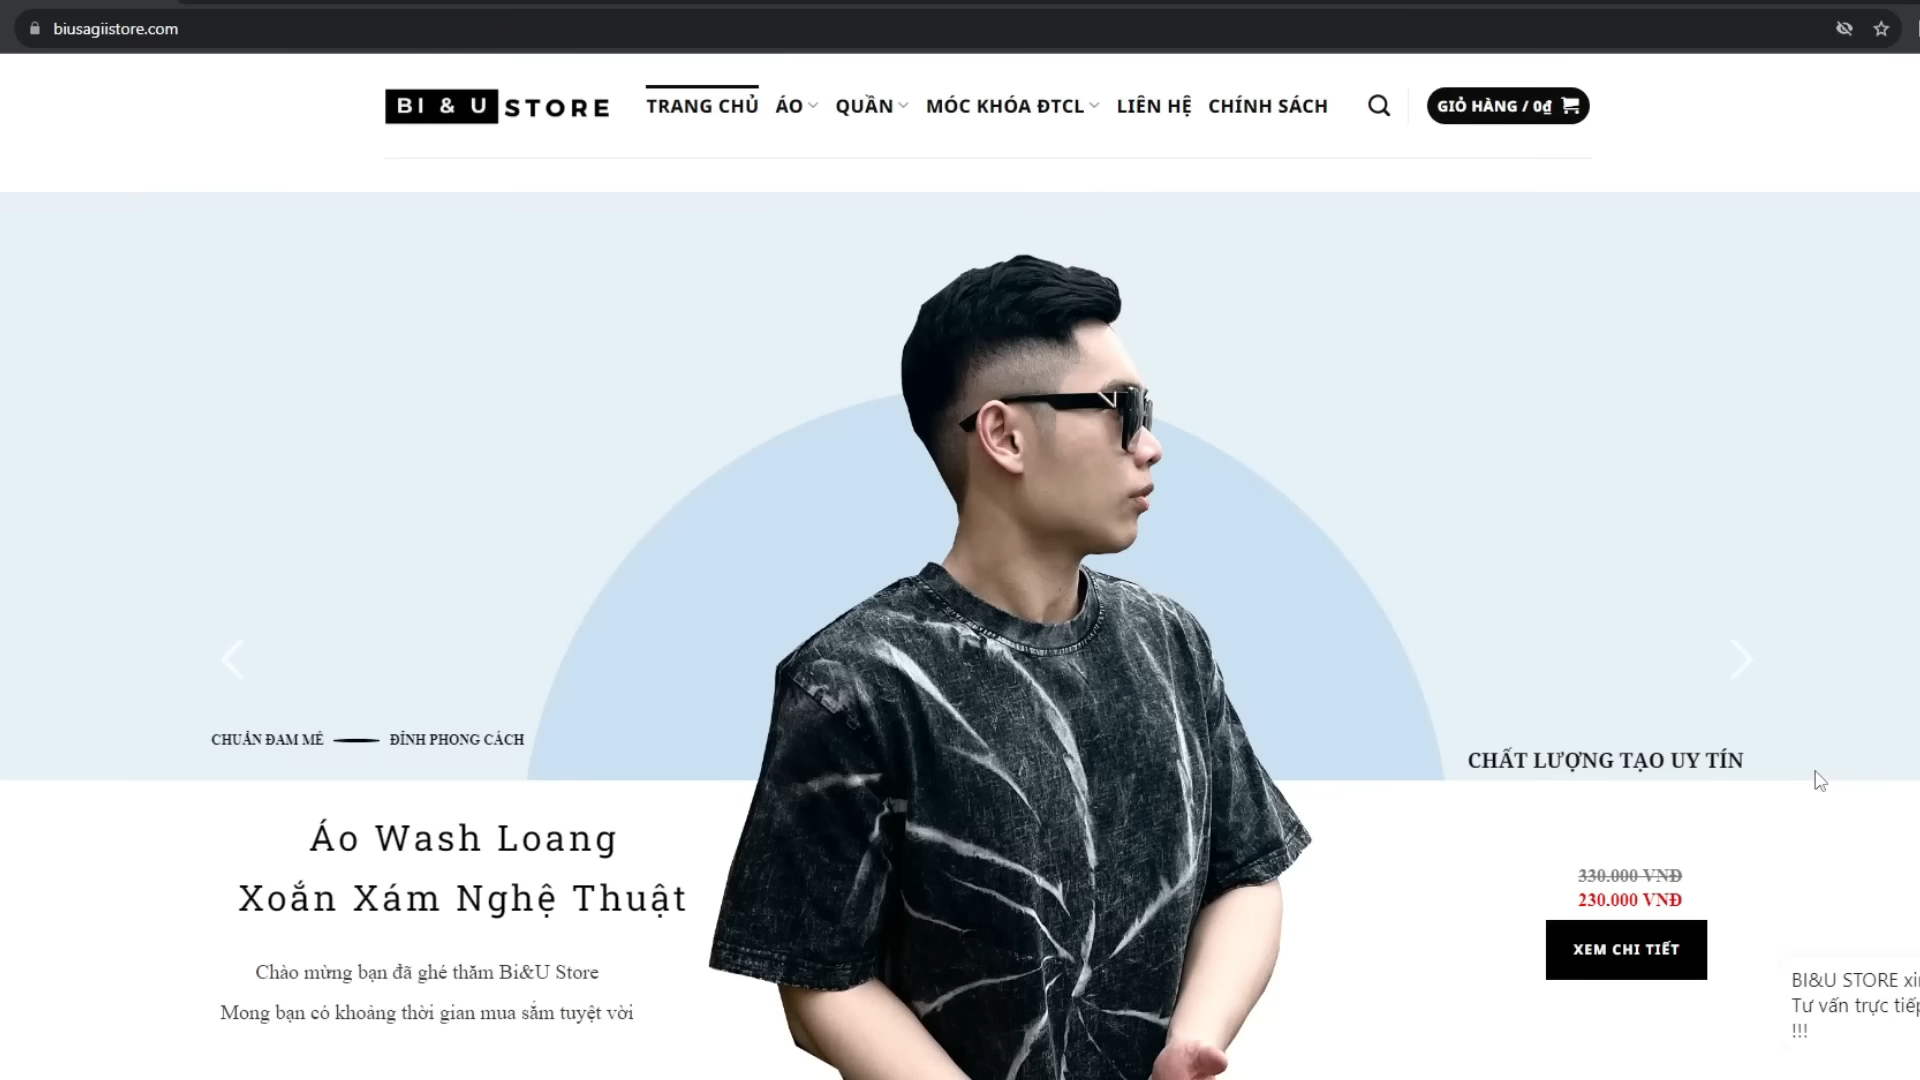 biusagiistore.com
BI & U STORE
TRANG CHỦ
ÁO
QUẦN
MÓC KHÓA ĐTCL
LIÊN HỆ
CHÍNH SÁCH
GIỎ HÀNG / 0₫
CHUẨN ĐAM MÊ
ĐỈNH PHONG CÁCH
CHẤT LƯỢNG TẠO UY TÍN
Áo Wash Loang
Xoắn Xám Nghệ Thuật
330.000 VNĐ
230.000 VNĐ
XEM CHI TIẾT
Chào mừng bạn đã ghé thăm Bi&U Store
Mong bạn có khoảng thời gian mua sắm tuyệt vời
BI&U STORE
Tư vấn trực
!!!